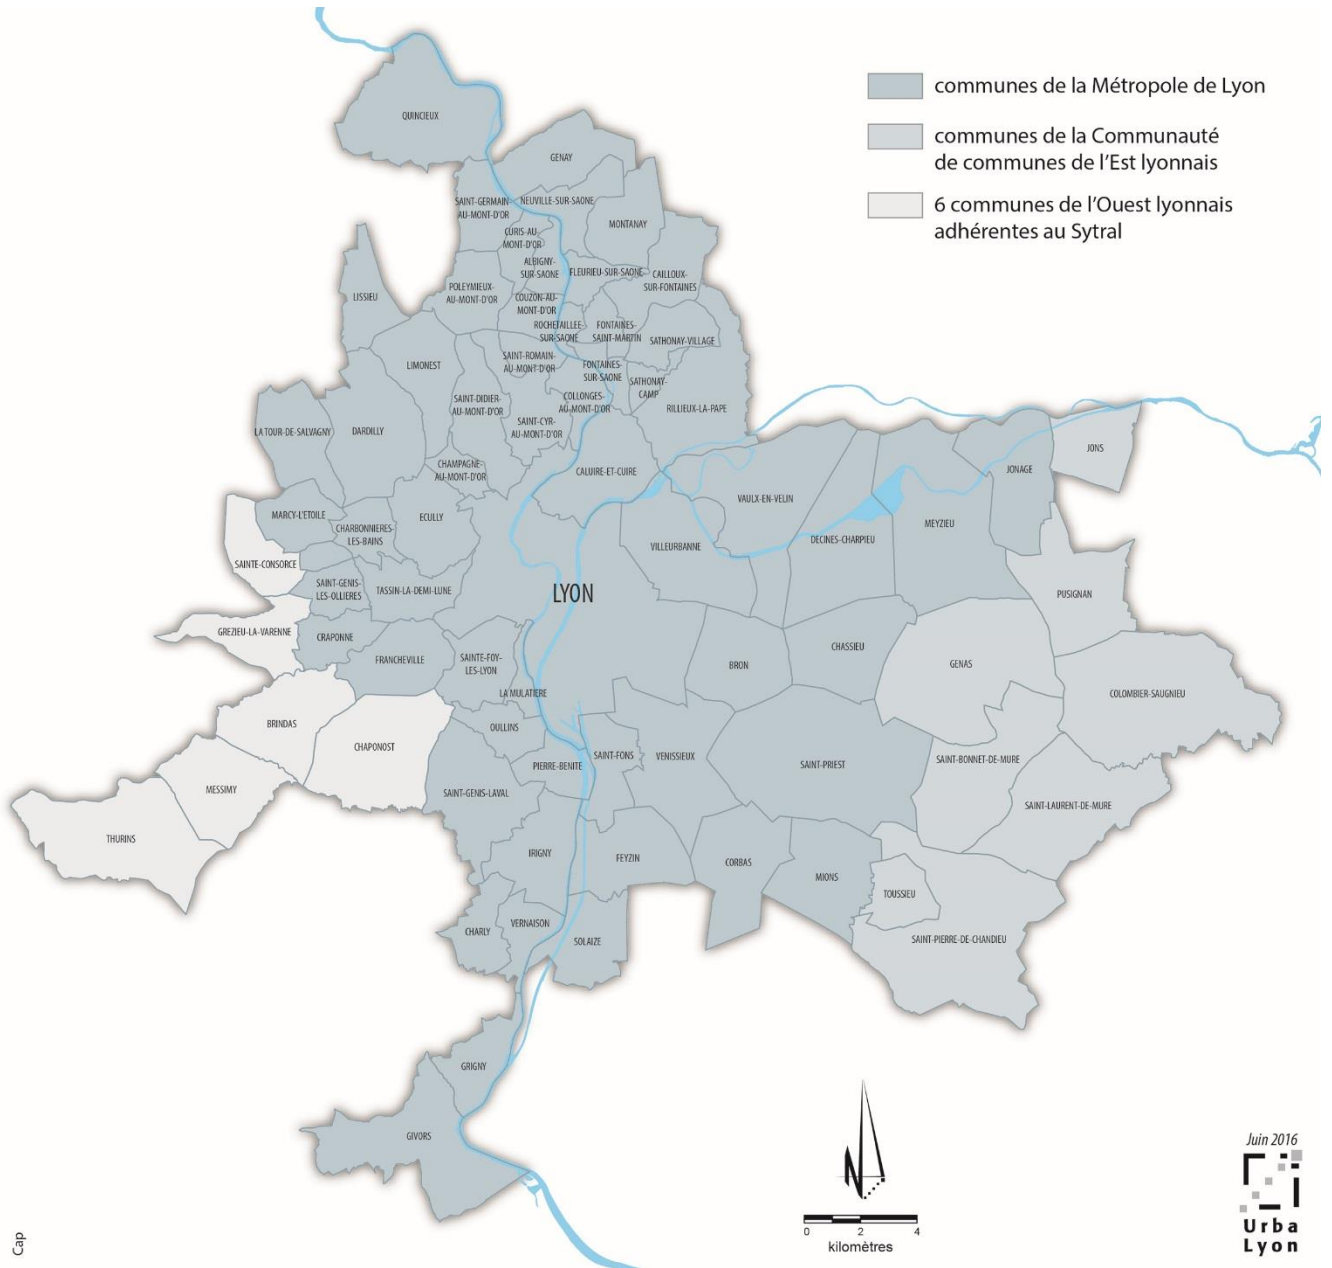 communes de la Métropole de Lyon
communes de la Communauté
de communes de l'Est lyonnais
6 communes de l'Ouest lyonnais
adhérentes au Sytral
QUINCIEUX
GENAY
SAINT-GERMAIN-
AU-MONT-D'OR
NEUVILLE-SUR-SAONE
MONTANAY
CURIS-AU-
MONT-D'OR
ALBIGNY-
SUR-SAONE
FLEURIEU-SUR-SAONE
CAILLOUX-
SUR-FONTAINES
LISSIEU
POLEYMIEUX-
AU-MONT-D'OR
COUZON-AU-
MONT-D'OR
ROCHETAILLEE-
SUR-SAONE
FONTAINES-
SAINT-MARTIN
SATHONAY-VILLAGE
LIMONEST
SAINT-ROMAIN-
AU-MONT-D'OR
FONTAINES-
SUR-SAONE
SATHONAY-
CAMP
SAINT-DIDIER-
AU-MONT-D'OR
COLLONGES-
AU-MONT-D'OR
RILLIEUX-LA-PAPE
LA TOUR-DE-SALVAGNY
DARDILLY
SAINT-CYR-
AU-MONT-D'OR
JONS
CHAMPAGNE-
AU-MONT-D'OR
CALUIRE-ET-CUIRE
JONAGE
VAULX-EN-VELIN
MARCY-L'ETOILE
CHARBONNIERES-
LES-BAINS
ECULLY
MEYZIEU
VILLEURBANNE
DECINES-CHARPIEU
SAINTE-CONSORCE
SAINT-GENIS-
LES-OLLIERES
TASSIN-LA-DEMI-LUNE
LYON
PUSIGNAN
GREZIEU-LA-VARENNE
CRAPONNE
FRANCHEVILLE
SAINTE-FOY-
LES-LYON
BRON
CHASSIEU
GENAS
COLOMBIER-SAUGNIEU
LA MULATIERE
BRINDAS
CHAPONOST
OULLINS
PIERRE-BENITE
SAINT-FONS
VENISSIEUX
SAINT-PRIEST
SAINT-BONNET-DE-MURE
MESSIMY
SAINT-GENIS-LAVAL
SAINT-LAURENT-DE-MURE
THURINS
IRIGNY
FEYZIN
CORBAS
MIONS
TOUSSIEU
CHARLY
VERNAISON
SOLAIZE
SAINT-PIERRE-DE-CHANDIEU
GRIGNY
GIVORS
N
0 2 4
kilomètres
Juin 2016
Urba
Lyon
Cap